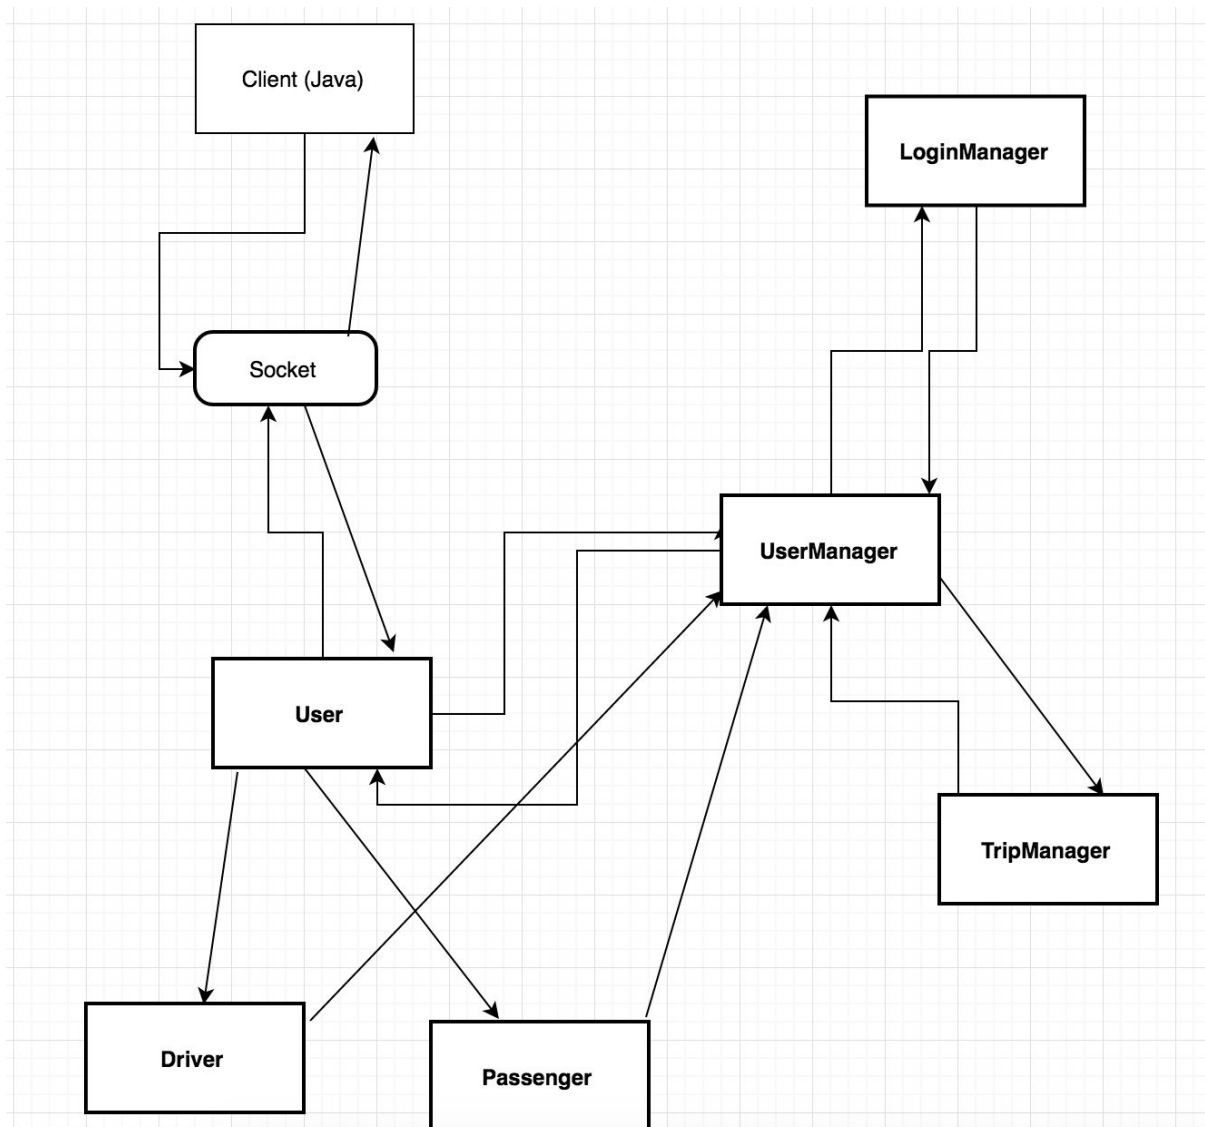 Client (Java)
LoginManager
Socket
UserManager
User
TripManager
Driver
Passenger